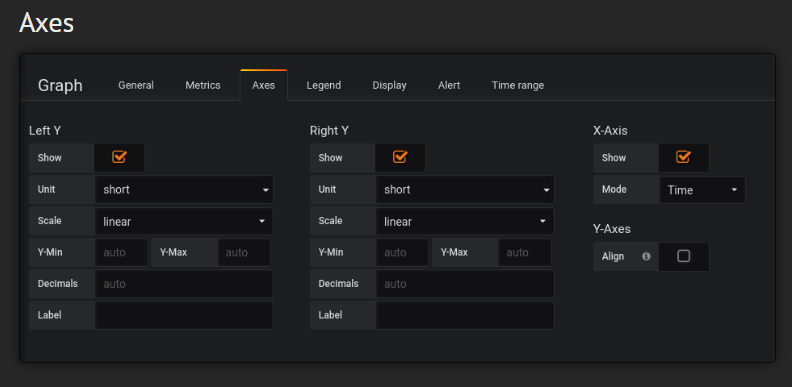 Axes
Graph General Metrics Axes Legend Display Alert Time range
Left Y
Show
Unit short
Scale linear
Y-Min auto Y-Max auto
Decimals auto
Label
Right Y
Show
Unit short
Scale linear
Y-Min auto Y-Max auto
Decimals auto
Label
X-Axis
Show
Mode Time
Y-Axes
Align